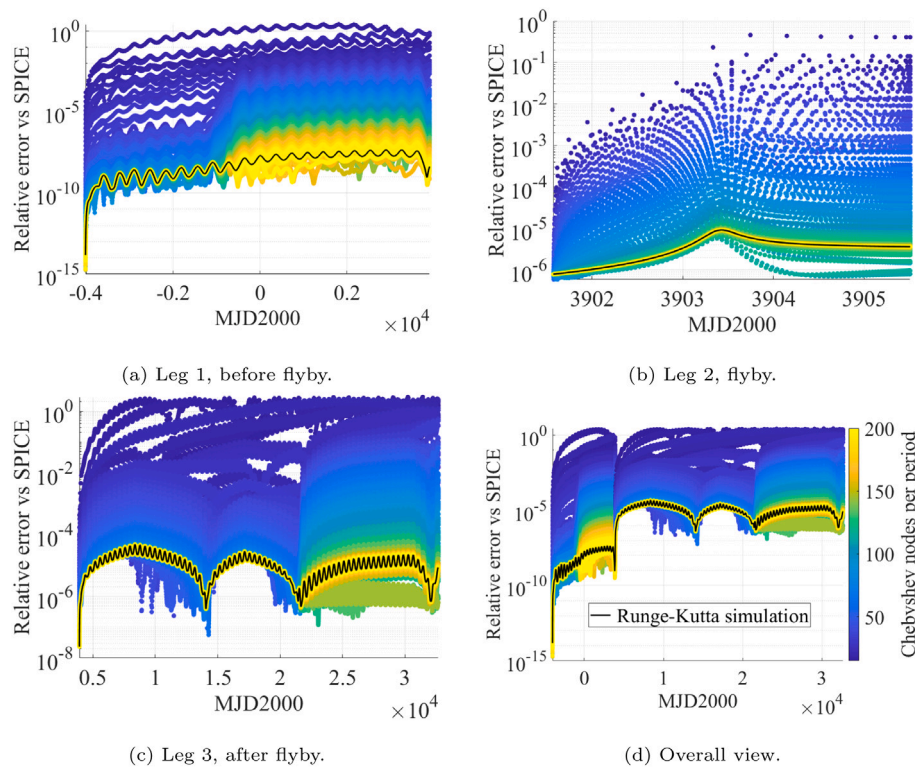 Relative error vs SPICE
10^0
10^-5
10^-10
10^-15
-0.4 -0.2 0 0.2
MJD2000
×10^4
(a) Leg 1, before flyby.
Relative error vs SPICE
10^0
10^-1
10^-2
10^-3
10^-4
10^-5
10^-6
3902 3903 3904 3905
MJD2000
(b) Leg 2, flyby.
Relative error vs SPICE
10^0
10^-2
10^-4
10^-6
10^-8
0.5 1 1.5 2 2.5 3
MJD2000
×10^4
(c) Leg 3, after flyby.
Relative error vs SPICE
10^0
10^-5
10^-10
10^-15
Runge-Kutta simulation
0 1 2 3
MJD2000
×10^4
200
150
100
50
Chebyshev nodes per period
(d) Overall view.